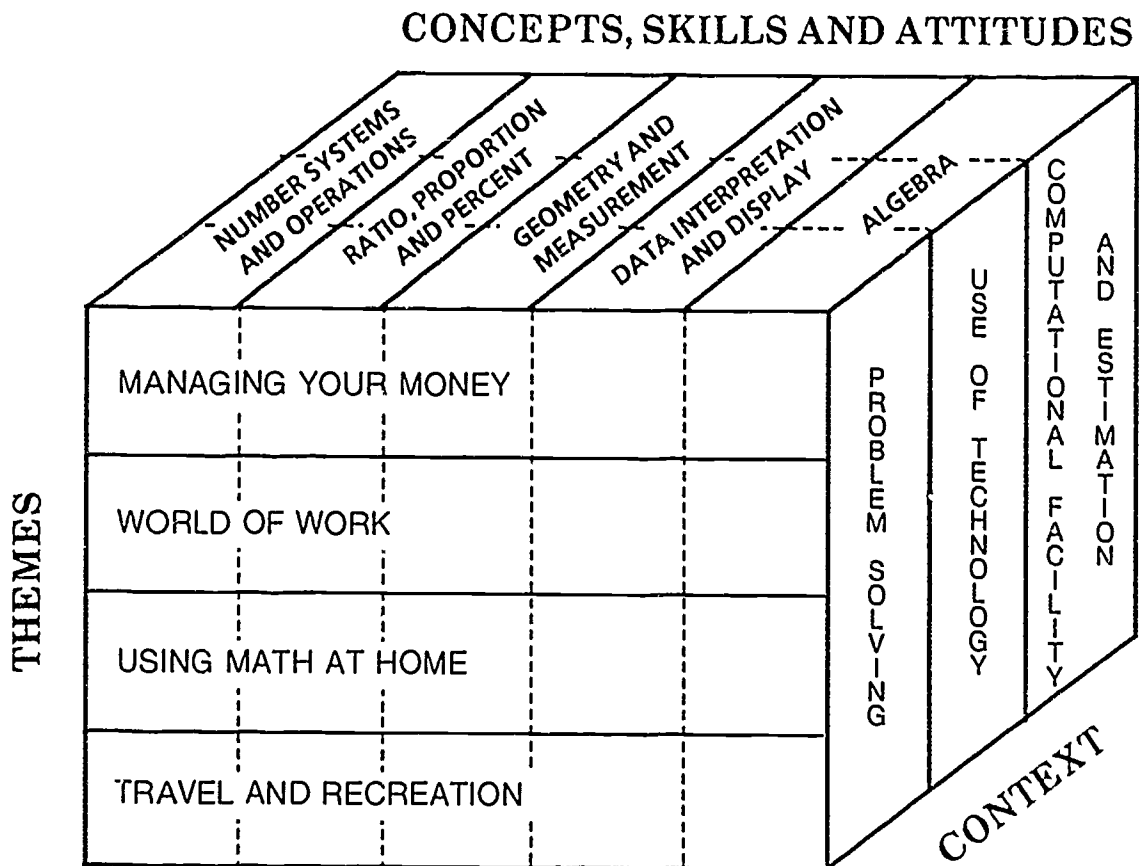 CONCEPTS, SKILLS AND ATTITUDES
NUMBER SYSTEMS
AND OPERATIONS
RATIO, PROPORTION
AND PERCENT
GEOMETRY AND
MEASUREMENT
DATA INTERPRETATION
AND DISPLAY
ALGEBRA
THEMES
MANAGING YOUR MONEY
WORLD OF WORK
USING MATH AT HOME
TRAVEL AND RECREATION
PROBLEM SOLVING
USE OF TECHNOLOGY
COMPUTATIONAL FACILITY
AND ESTIMATION
CONTEXT